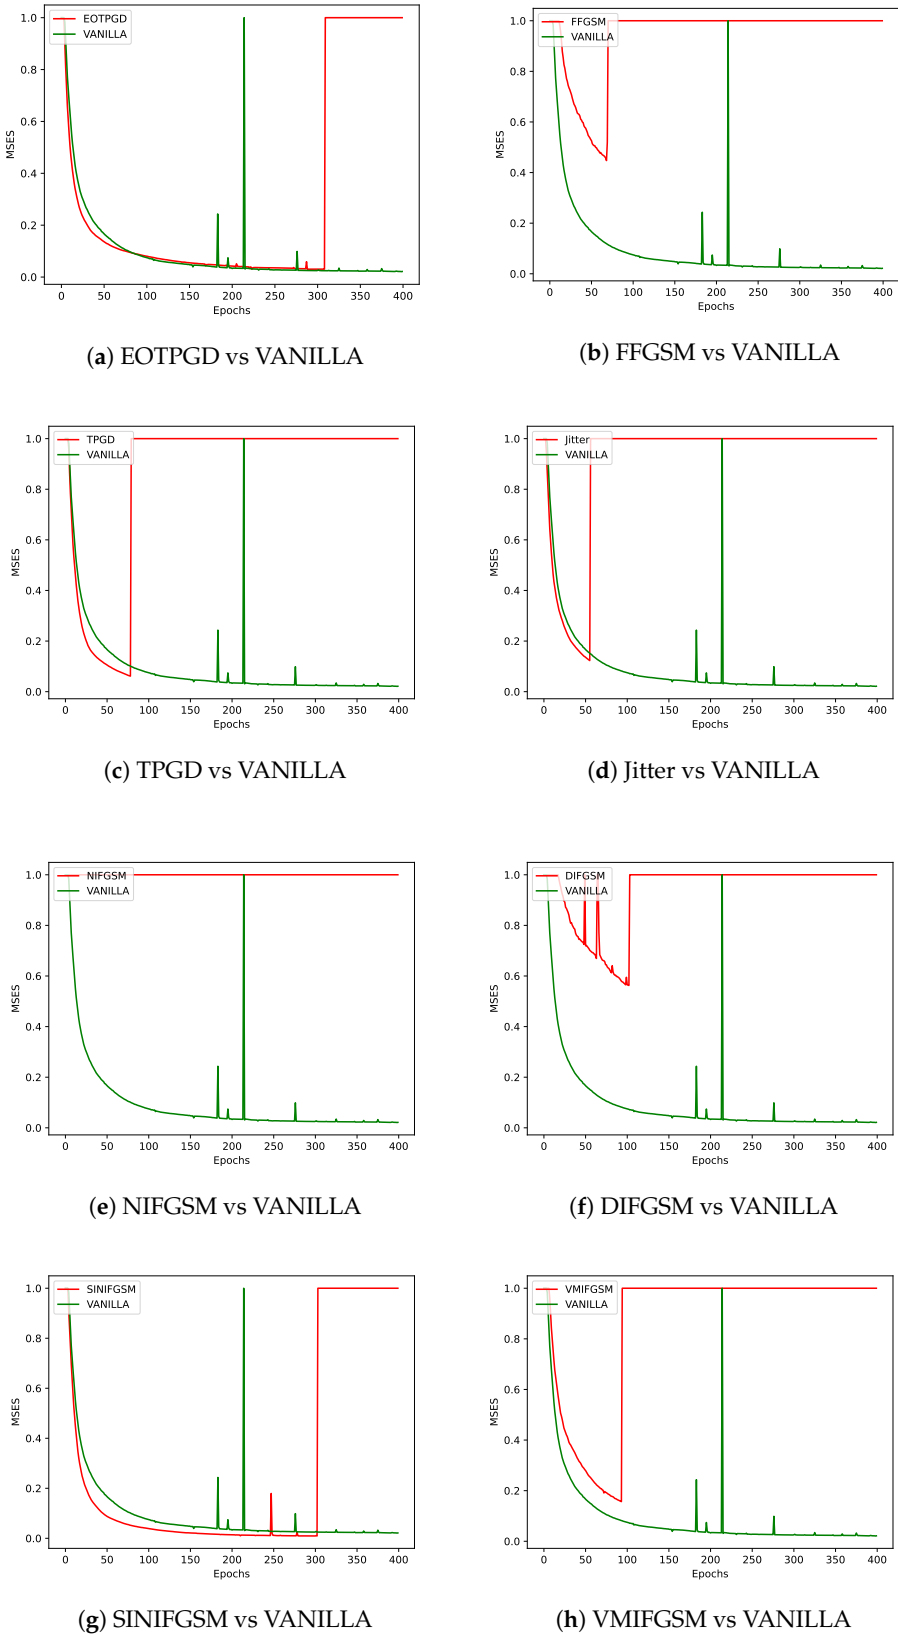 EOTPGD
VANILLA
1.0
0.8
0.6
0.4
0.2
0.0
MSES
0 50 100 150 200 250 300 350 400
Epochs
(a) EOTPGD vs VANILLA
FFGSM
VANILLA
1.0
0.8
0.6
0.4
0.2
0.0
MSES
0 50 100 150 200 250 300 350 400
Epochs
(b) FFGSM vs VANILLA
TPGD
VANILLA
1.0
0.8
0.6
0.4
0.2
0.0
MSES
0 50 100 150 200 250 300 350 400
Epochs
(c) TPGD vs VANILLA
Jitter
VANILLA
1.0
0.8
0.6
0.4
0.2
0.0
MSES
0 50 100 150 200 250 300 350 400
Epochs
(d) Jitter vs VANILLA
NIFGSM
VANILLA
1.0
0.8
0.6
0.4
0.2
0.0
MSES
0 50 100 150 200 250 300 350 400
Epochs
(e) NIFGSM vs VANILLA
DIFGSM
VANILLA
1.0
0.8
0.6
0.4
0.2
0.0
MSES
0 50 100 150 200 250 300 350 400
Epochs
(f) DIFGSM vs VANILLA
SINIFGSM
VANILLA
1.0
0.8
0.6
0.4
0.2
0.0
MSES
0 50 100 150 200 250 300 350 400
Epochs
(g) SINIFGSM vs VANILLA
VMIFGSM
VANILLA
1.0
0.8
0.6
0.4
0.2
0.0
MSES
0 50 100 150 200 250 300 350 400
Epochs
(h) VMIFGSM vs VANILLA